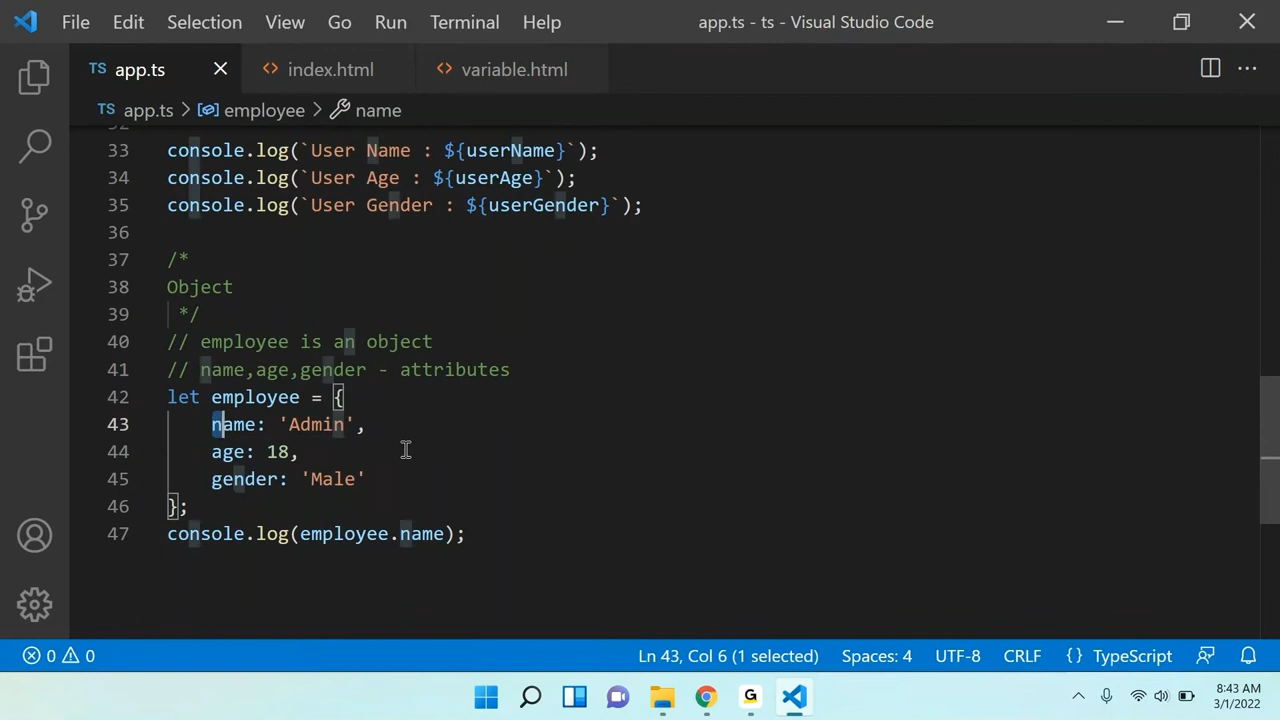 File Edit Selection View Go Run Terminal Help app.ts - ts - Visual Studio Code
TS app.ts index.html variable.html
TS app.ts > employee > name
33 console.log(`User Name : ${userName}`);
34 console.log(`User Age : ${userAge}`);
35 console.log(`User Gender : ${userGender}`);
36
37 /*
38 Object
39 */
40 // employee is an object
41 // name,age,gender - attributes
42 let employee = {
43 name: 'Admin',
44 age: 18,
45 gender: 'Male'
46 };
47 console.log(employee.name);
0 0 Ln 43, Col 6 (1 selected) Spaces: 4 UTF-8 CRLF {} TypeScript
G
8:43 AM
3/1/2022